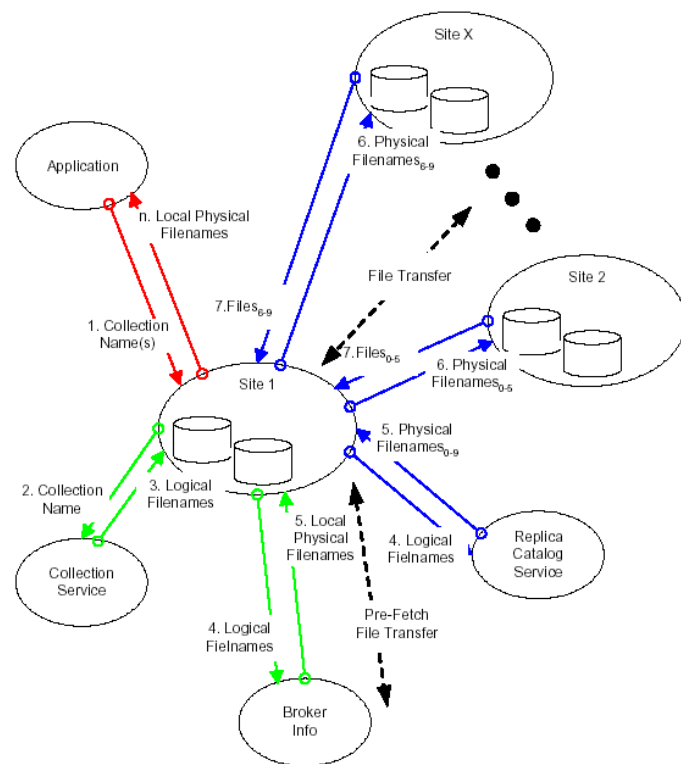 Site X
6. Physical
Filenames6-9
Application
n. Local Physical
Filenames
File Transfer
Site 2
7.Files6-9
1. Collection
Name(s)
7.Files0-5
6. Physical
Filenames0-5
Site 1
5. Physical
Filenames0-9
2. Collection
Name
3. Logical
Filenames
5. Local
Physical
Filenames
4. Logical
Fielnames
Replica
Catalog
Service
Collection
Service
4. Logical
Fielnames
Pre-Fetch
File Transfer
Broker
Info